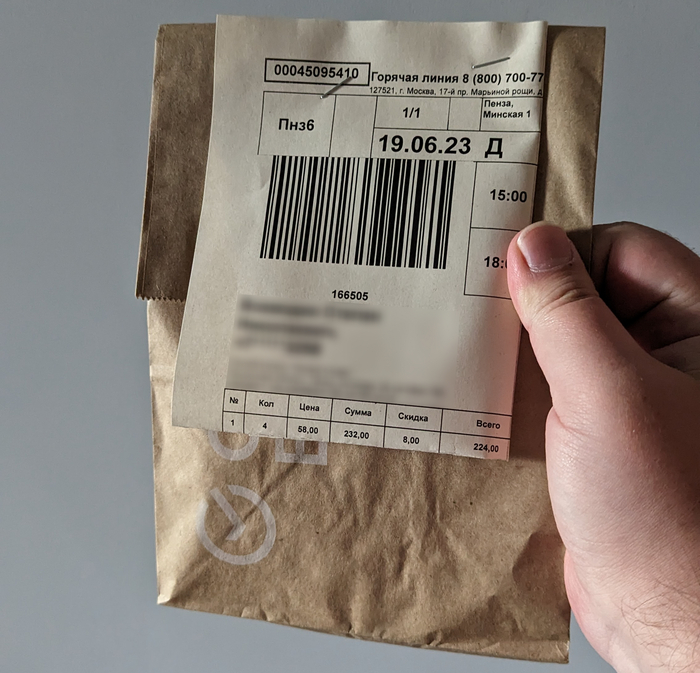 00045095410
Горячая линия 8 (800) 700-77
127521, г. Москва, 17-й пр. Марьиной рощи, д
Пнз6
1/1
Пенза,
Минская 1
19.06.23 Д
15:00
18:
166505
№ Кол Цена Сумма Скидка Всего
1 4 58,00 232,00 8,00 224,00